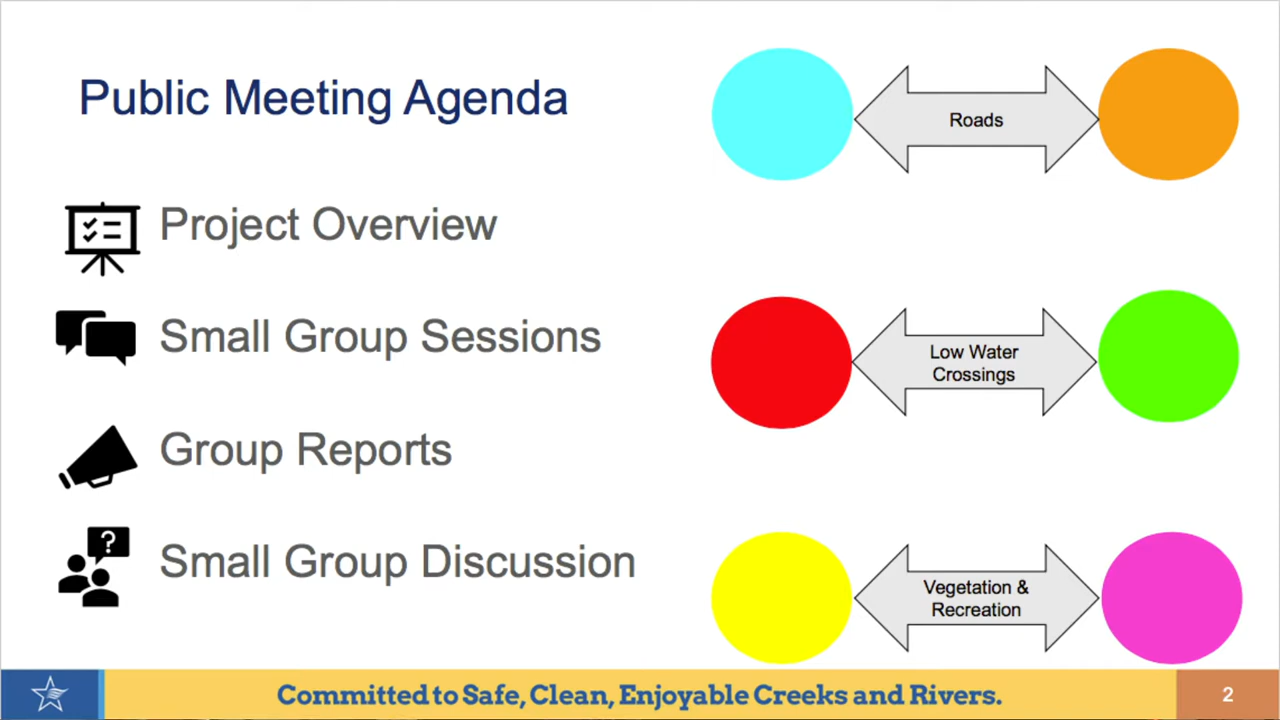 Public Meeting Agenda
Project Overview
Small Group Sessions
Group Reports
?
Small Group Discussion
Roads
Low Water
Crossings
Vegetation &
Recreation
Committed to Safe, Clean, Enjoyable Creeks and Rivers.
2